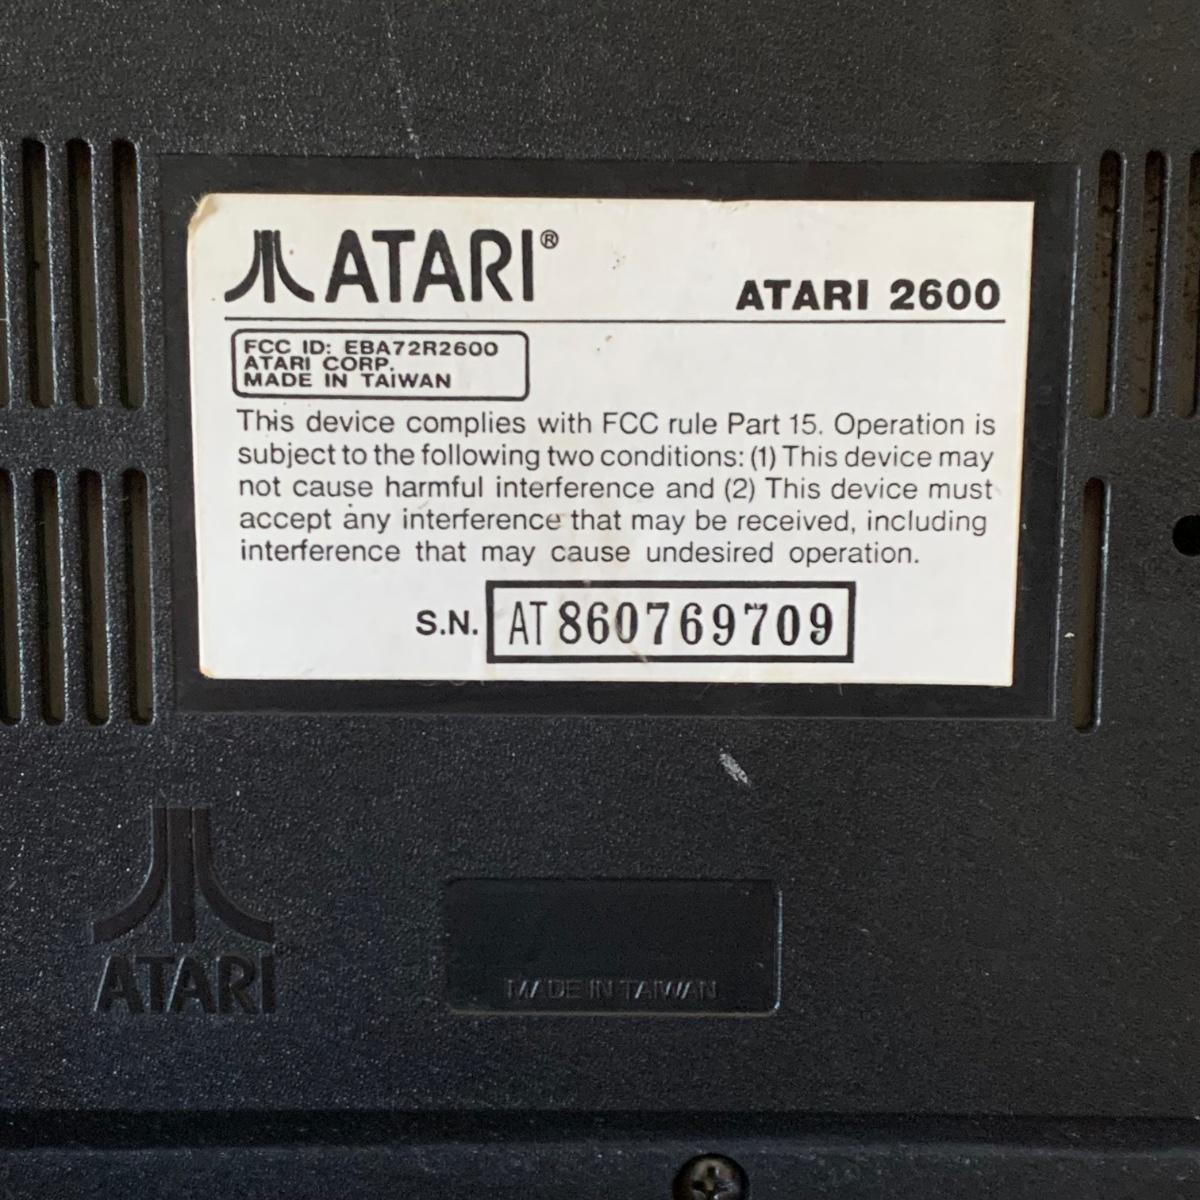 ATARI®
ATARI 2600
FCC ID: EBA72R2600
ATARI CORP.
MADE IN TAIWAN
This device complies with FCC rule Part 15. Operation is
subject to the following two conditions: (1) This device may
not cause harmful interference and (2) This device must
accept any interference that may be received, including
interference that may cause undesired operation.
S.N. AT 860769709
ATARI
MADE IN TAIWAN